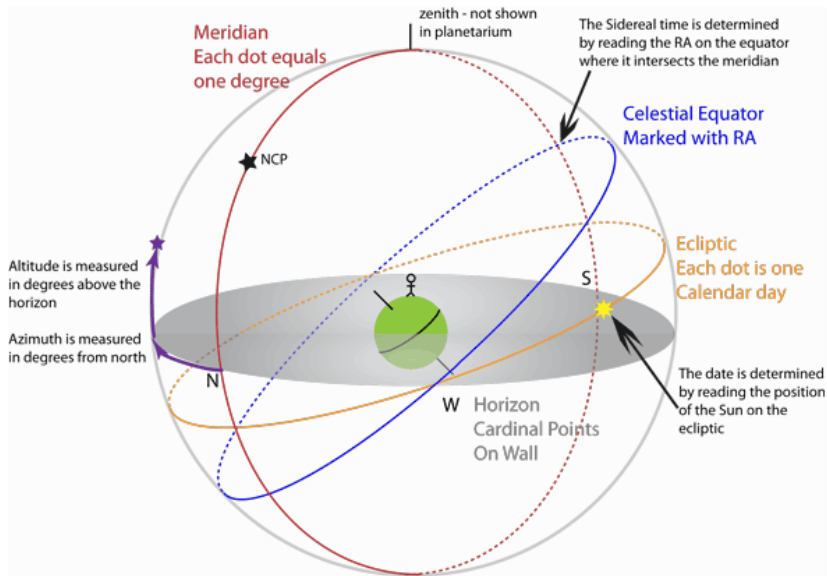 zenith - not shown
in planetarium
Meridian
Each dot equals
one degree
The Sidereal time is determined
by reading the RA on the equator
where it intersects the meridian
Celestial Equator
Marked with RA
NCP
Ecliptic
Each dot is one
Calendar day
Altitude is measured
in degrees above the
horizon
S
Azimuth is measured
in degrees from north
N
W
Horizon
Cardinal Points
On Wall
The date is determined
by reading the position
of the Sun on the
ecliptic